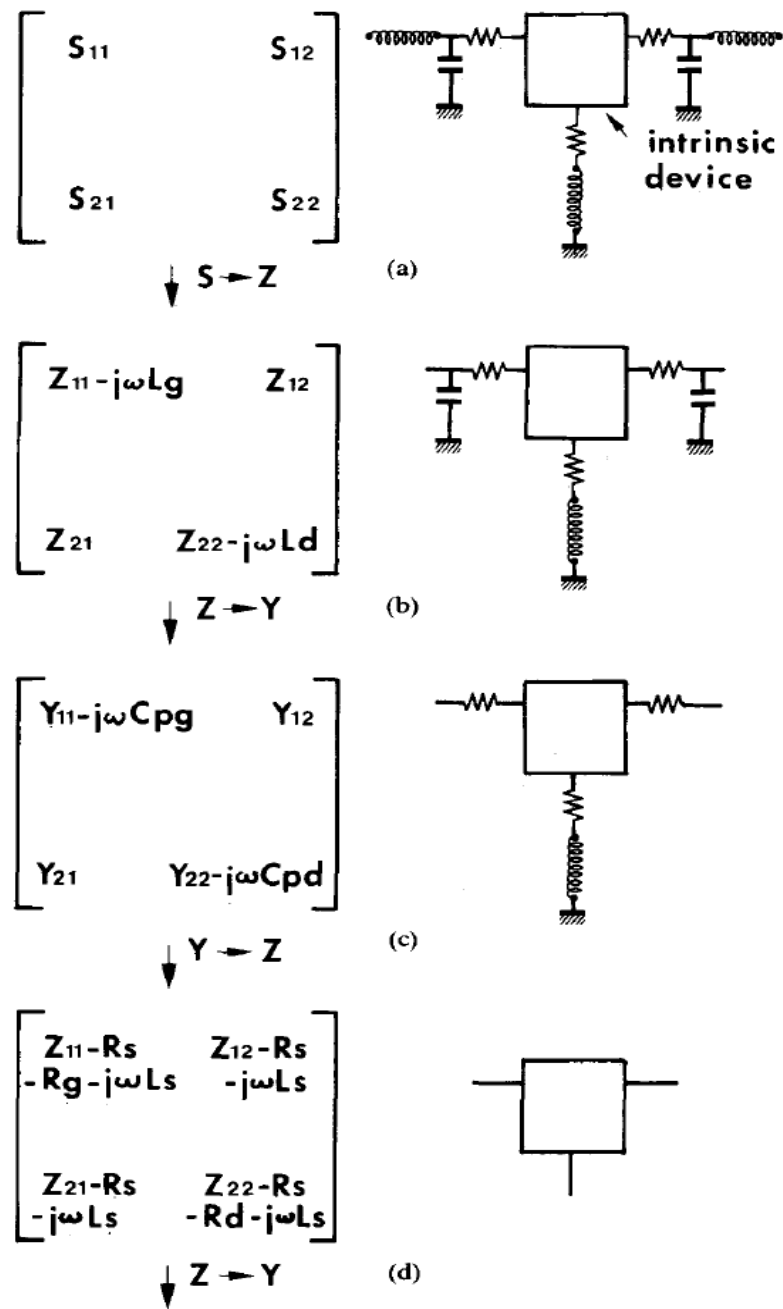 S11 S12
S21 S22
intrinsic
device
(a)
S → Z
Z11-jωLg Z12
Z21 Z22-jωLd
(b)
Z → Y
Y11-jωCpg Y12
Y21 Y22-jωCpd
(c)
Y → Z
Z11-Rs Z12-Rs
-Rg-jωLs -jωLs
Z21-Rs Z22-Rs
-jωLs -Rd-jωLs
(d)
Z → Y